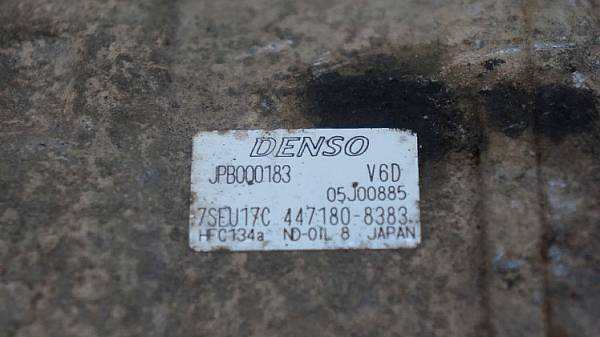 DENSO
JPB000183 V6D
05J00885
7SEU17C 447180-8383
HFC134a ND-OIL 8 JAPAN